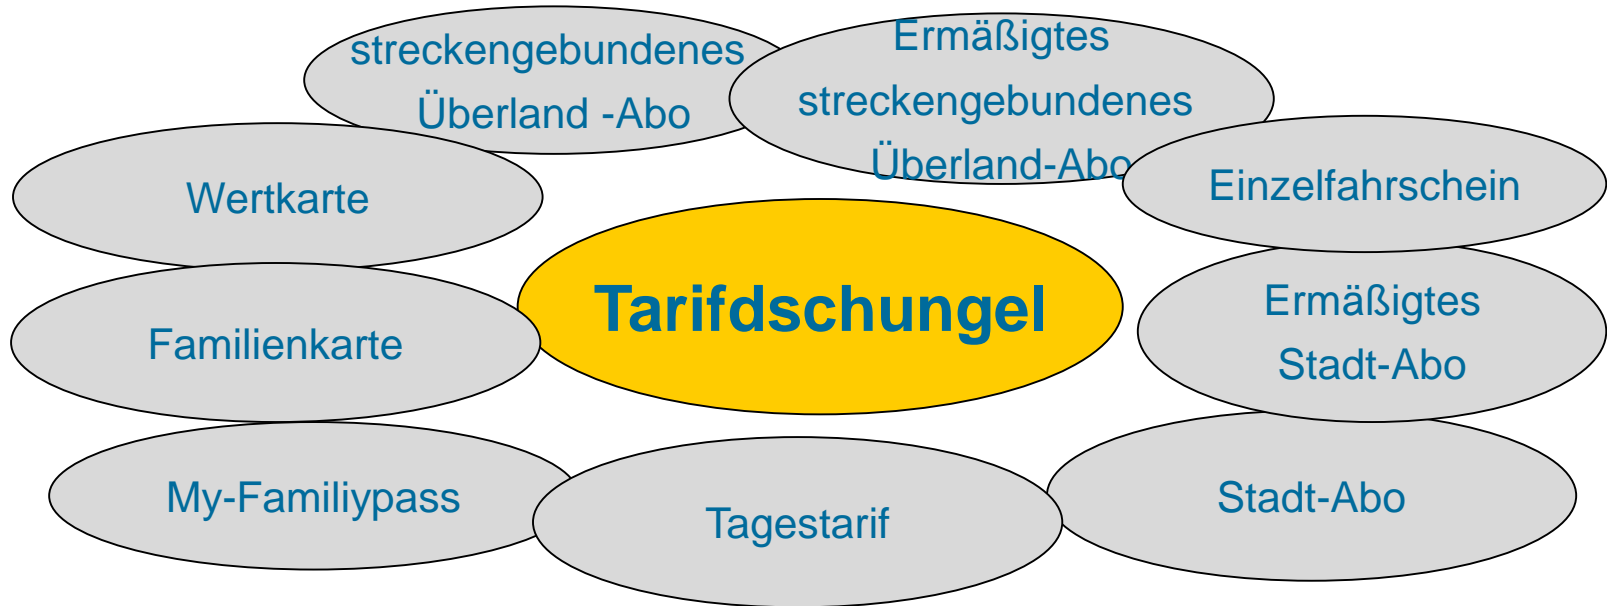 streckengebundenes
Überland -Abo
Ermäßigtes
streckengebundenes
Überland-Abo
Wertkarte
Einzelfahrschein
Tarifdschungel
Familienkarte
Ermäßigtes
Stadt-Abo
My-Familiypass
Tagestarif
Stadt-Abo